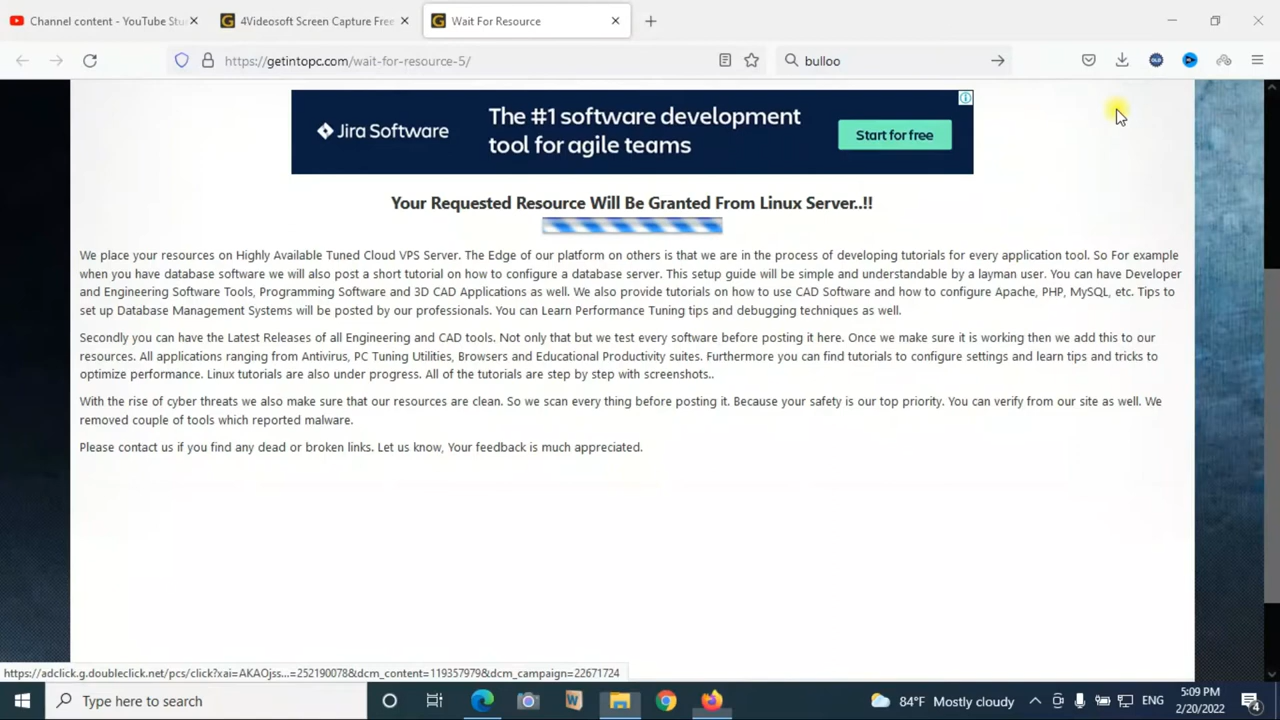 Channel content - YouTube Stu
4Videosoft Screen Capture Free
Wait For Resource
https://getintopc.com/wait-for-resource-5/
bulloo
OLD
Jira Software
The #1 software development
tool for agile teams
Start for free
Your Requested Resource Will Be Granted From Linux Server..!!
We place your resources on Highly Available Tuned Cloud VPS Server. The Edge of our platform on others is that we are in the process of developing tutorials for every application tool. So For example
when you have database software we will also post a short tutorial on how to configure a database server. This setup guide will be simple and understandable by a layman user. You can have Developer
and Engineering Software Tools, Programming Software and 3D CAD Applications as well. We also provide tutorials on how to use CAD Software and how to configure Apache, PHP, MySQL, etc. Tips to
set up Database Management Systems will be posted by our professionals. You can Learn Performance Tuning tips and debugging techniques as well.
Secondly you can have the Latest Releases of all Engineering and CAD tools. Not only that but we test every software before posting it here. Once we make sure it is working then we add this to our
resources. All applications ranging from Antivirus, PC Tuning Utilities, Browsers and Educational Productivity suites. Furthermore you can find tutorials to configure settings and learn tips and tricks to
optimize performance. Linux tutorials are also under progress. All of the tutorials are step by step with screenshots..
With the rise of cyber threats we also make sure that our resources are clean. So we scan every thing before posting it. Because your safety is our top priority. You can verify from our site as well. We
removed couple of tools which reported malware.
Please contact us if you find any dead or broken links. Let us know, Your feedback is much appreciated.
https://adclick.g.doubleclick.net/pcs/click?xai=AKAOjss...=252190078&dcm_content=119357979&dcm_campaign=22671724
Type here to search
84°F Mostly cloudy
ENG
5:09 PM
2/20/2022
4